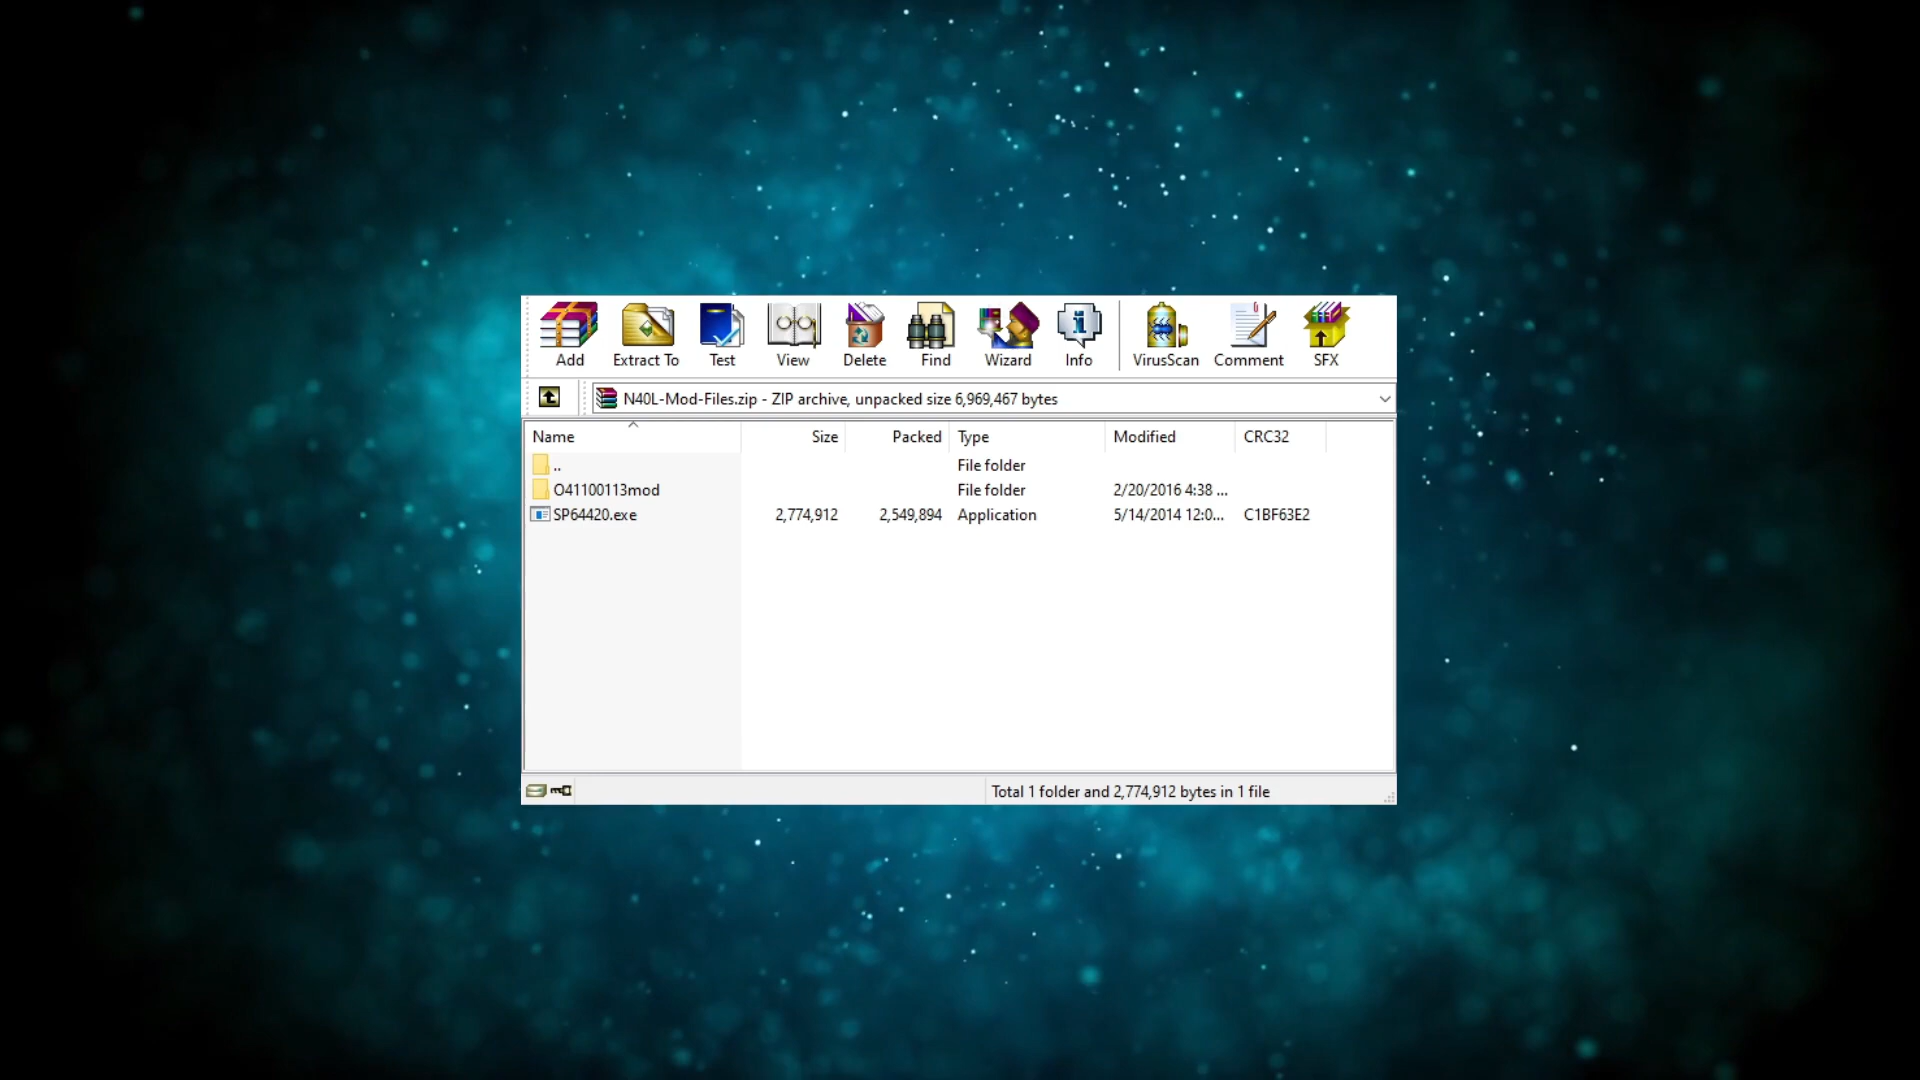 Add Extract To Test View Delete Find Wizard Info VirusScan Comment SFX
N40L-Mod-Files.zip - ZIP archive, unpacked size 6,969,467 bytes
Name Size Packed Type Modified CRC32
.. File folder
O41100113mod File folder 2/20/2016 4:38 ...
SP64420.exe 2,774,912 2,549,894 Application 5/14/2014 12:0... C1BF63E2
Total 1 folder and 2,774,912 bytes in 1 file